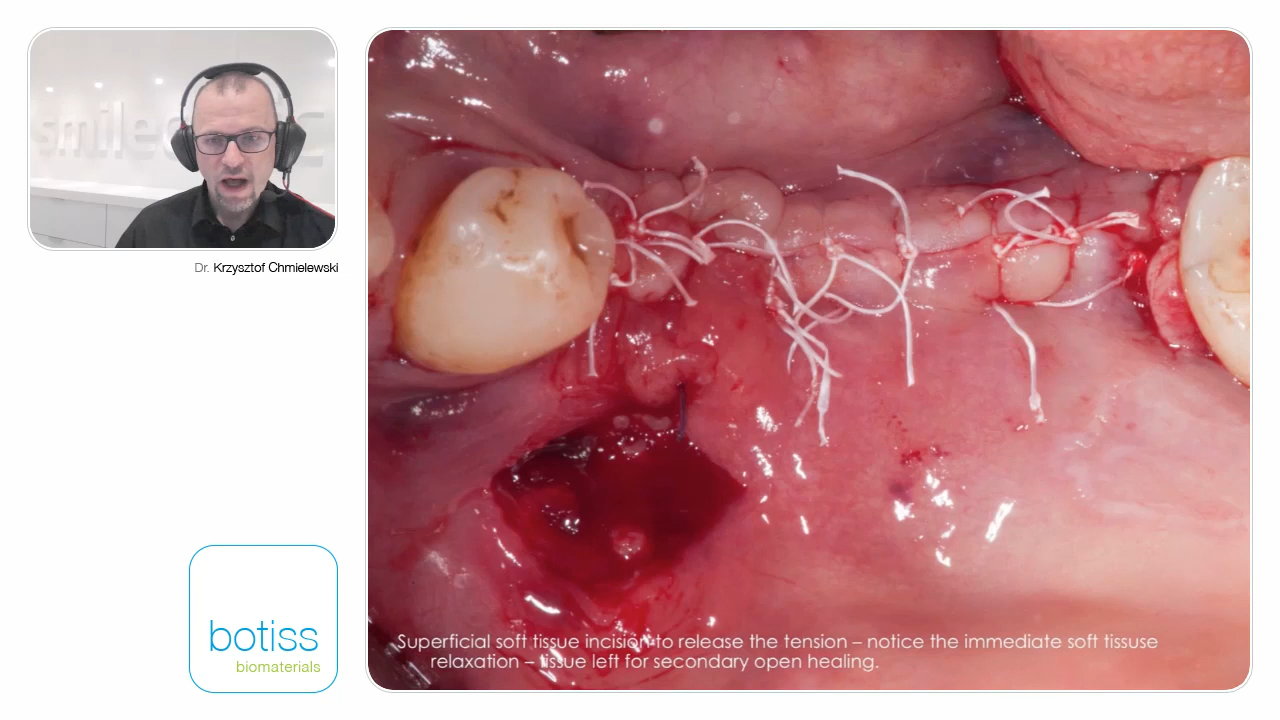 Dr. Krzysztof Chmielewski
botiss
biomaterials
Superficial soft tissue incision to release the tension – notice the immediate soft tissuse
relaxation – tissue left for secondary open healing.